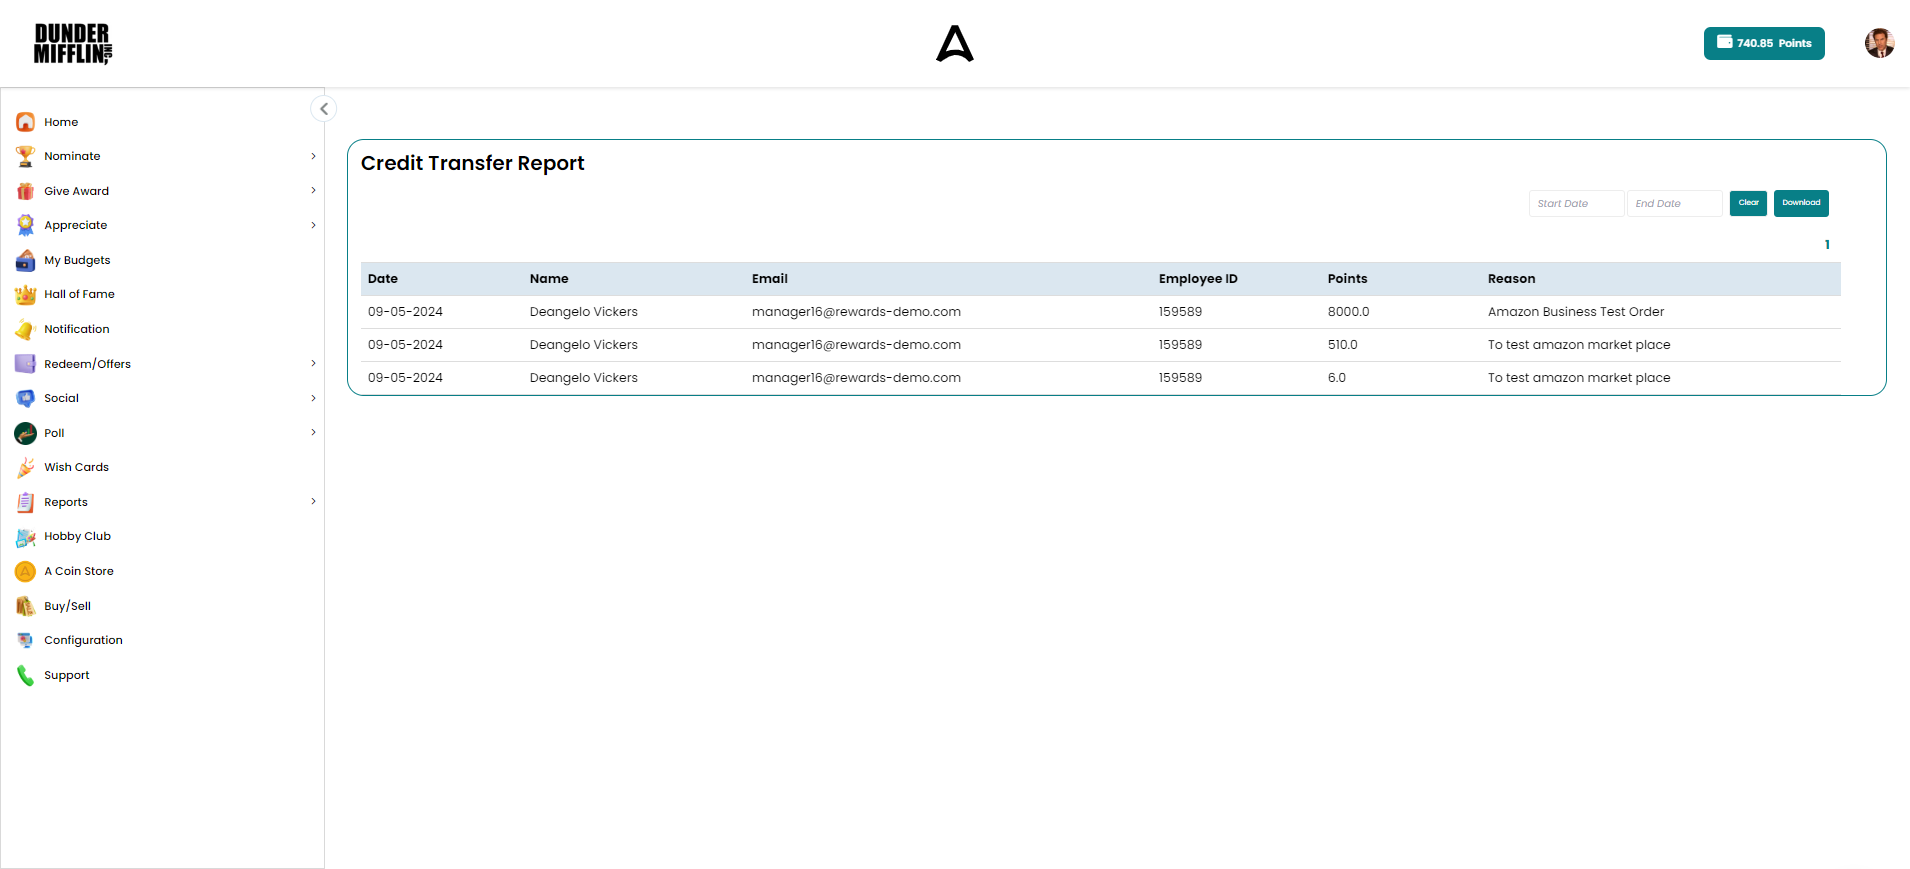 DUNDER
MIFFLIN, INC
740.85 Points
Home
Nominate
Give Award
Appreciate
My Budgets
Hall of Fame
Notification
Redeem/Offers
Social
Poll
Wish Cards
Reports
Hobby Club
A Coin Store
Buy/Sell
Configuration
Support
Credit Transfer Report
Start Date End Date Clear Download
1
Date Name Email Employee ID Points Reason
09-05-2024 Deangelo Vickers manager16@rewards-demo.com 159589 8000.0 Amazon Business Test Order
09-05-2024 Deangelo Vickers manager16@rewards-demo.com 159589 510.0 To test amazon market place
09-05-2024 Deangelo Vickers manager16@rewards-demo.com 159589 6.0 To test amazon market place